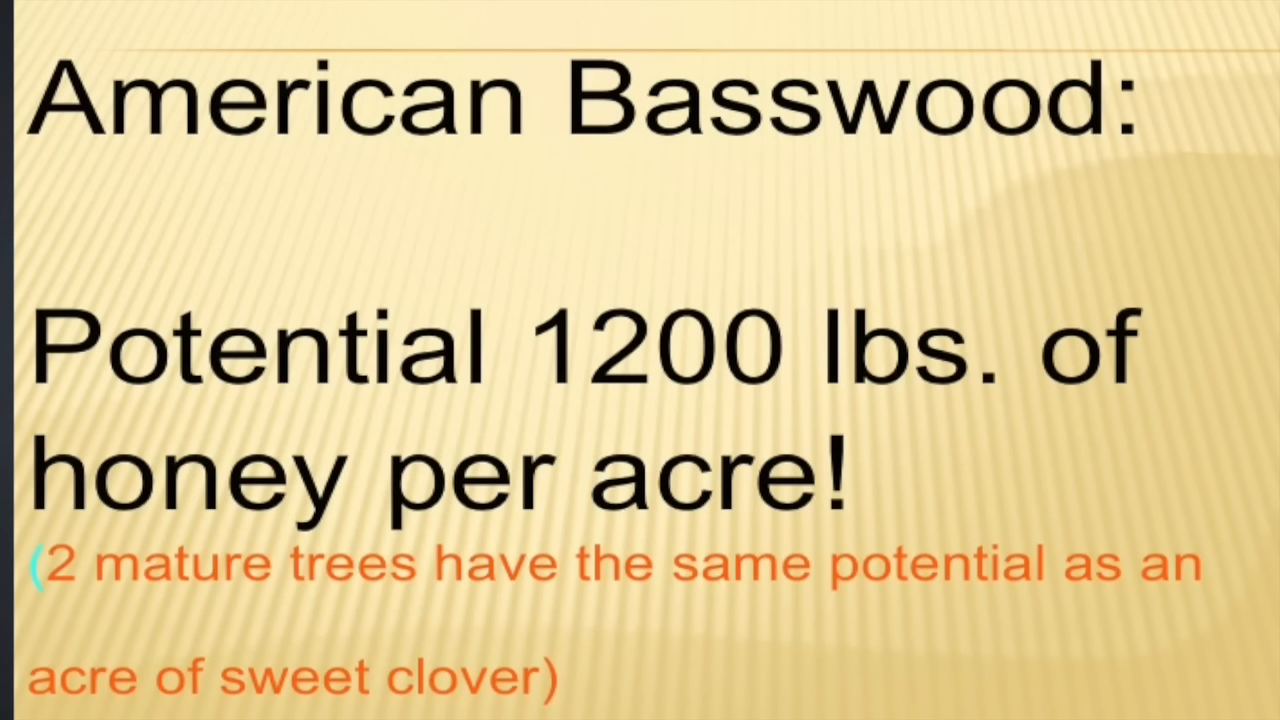 American Basswood:
Potential 1200 lbs. of
honey per acre!
(2 mature trees have the same potential as an
acre of sweet clover)